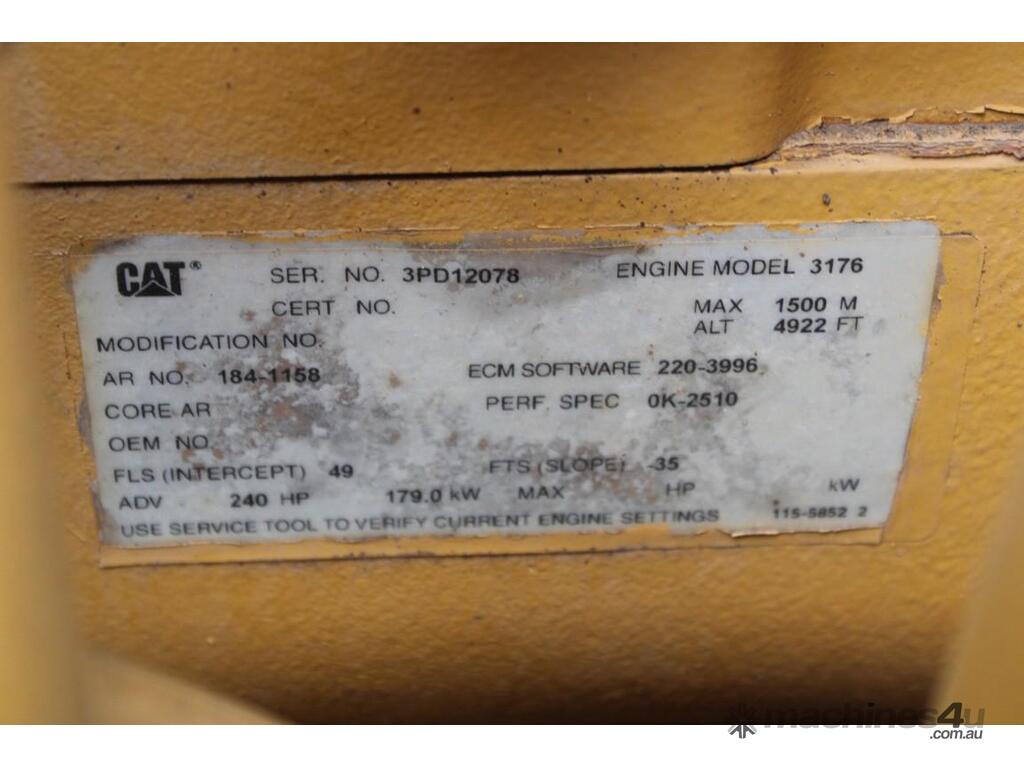 CAT® SER. NO. 3PD12078 ENGINE MODEL 3176
CERT NO. MAX 1500 M
ALT 4922 FT
MODIFICATION NO.
AR NO. 184-1158 ECM SOFTWARE 220-3996
CORE AR PERF. SPEC 0K-2510
OEM NO.
FLS (INTERCEPT) 49 FTS (SLOPE) -35
ADV 240 HP 179.0 kW MAX HP kW
USE SERVICE TOOL TO VERIFY CURRENT ENGINE SETTINGS 115-5852 2
machines4u
.com.au